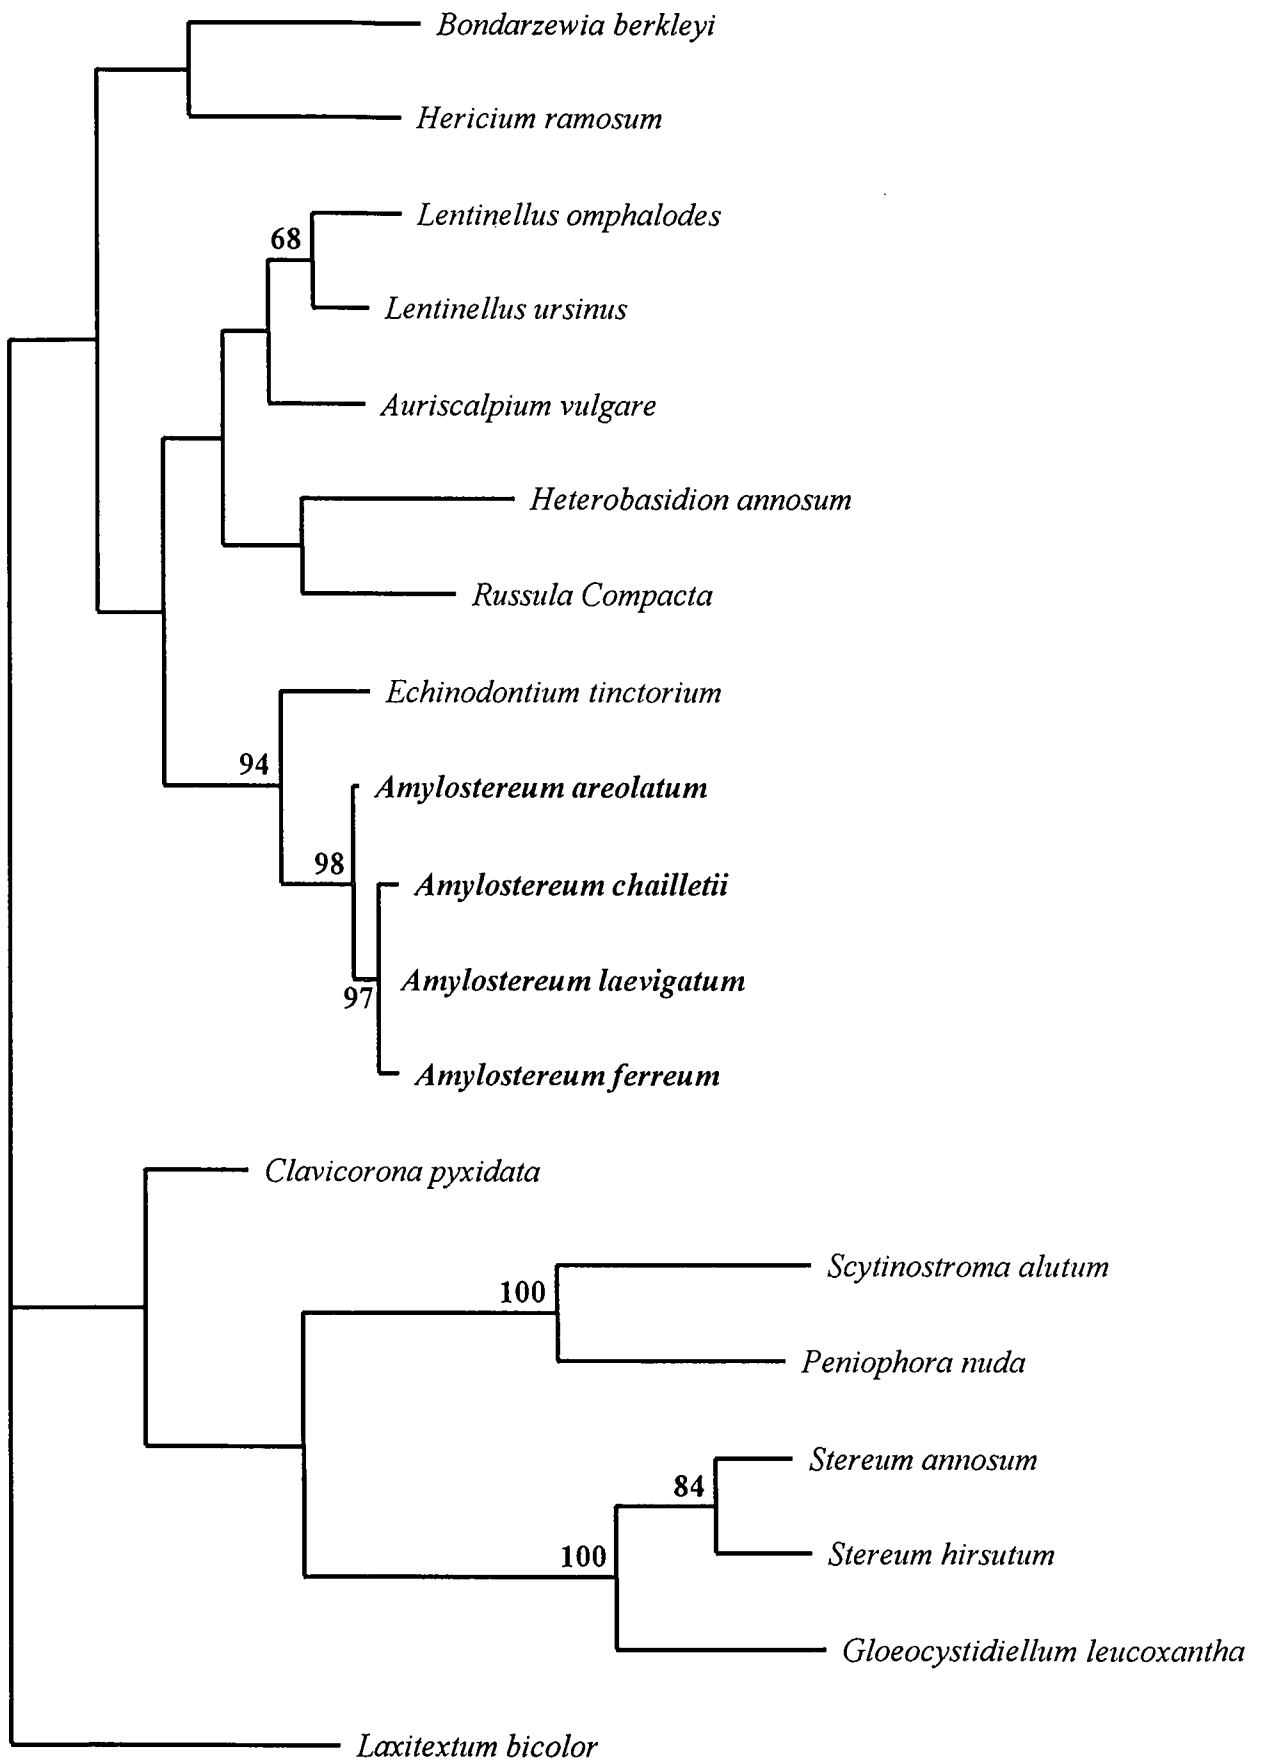 Bondarzewia berkleyi
Hericium ramosum
Lentinellus omphalodes
68
Lentinellus ursinus
Auriscalpium vulgare
Heterobasidion annosum
Russula Compacta
Echinodontium tinctorium
94
Amylostereum areolatum
98
Amylostereum chailletii
Amylostereum laevigatum
97
Amylostereum ferreum
Clavicorona pyxidata
Scytinostroma alutum
100
Peniophora nuda
Stereum annosum
84
Stereum hirsutum
100
Gloeocystidiellum leucoxantha
Laxitextum bicolor